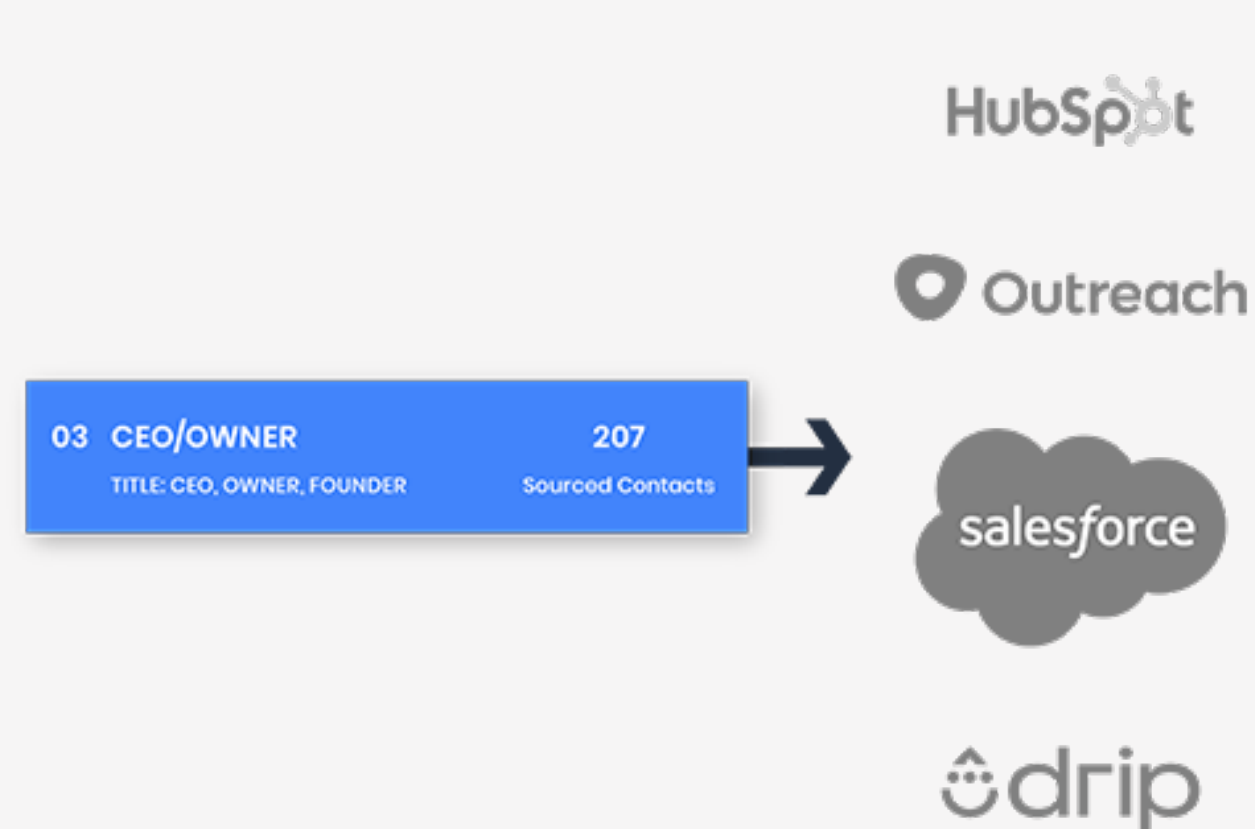 HubSpot
Outreach
03 CEO/OWNER 207
TITLE: CEO, OWNER, FOUNDER Sourced Contacts
salesforce
drip